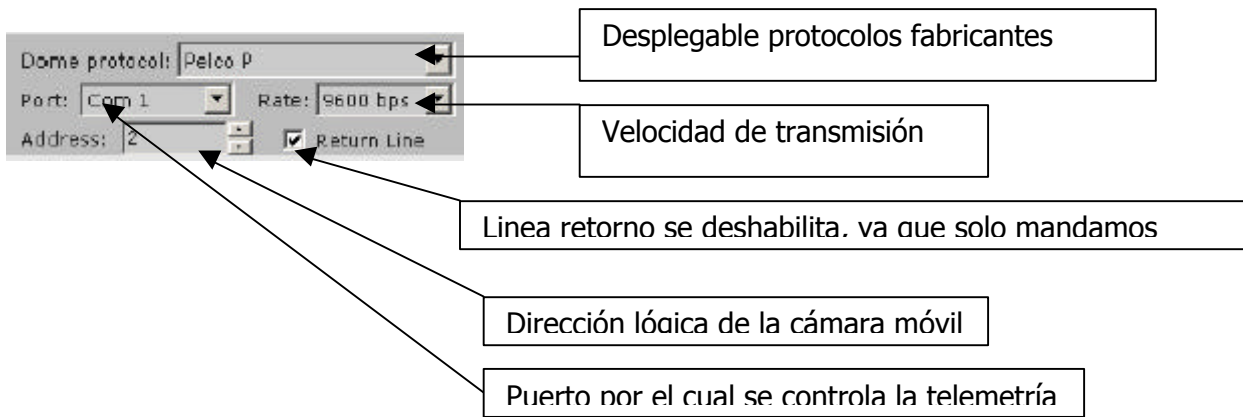 Desplegable protocolos fabricantes
Dome protocol: Pelco P
Port: Com 1 Rate: 9600 bps
Velocidad de transmisión
Address: 2 Return Line
Linea retorno se deshabilita, ya que solo mandamos
Dirección lógica de la cámara móvil
Puerto por el cual se controla la telemetría